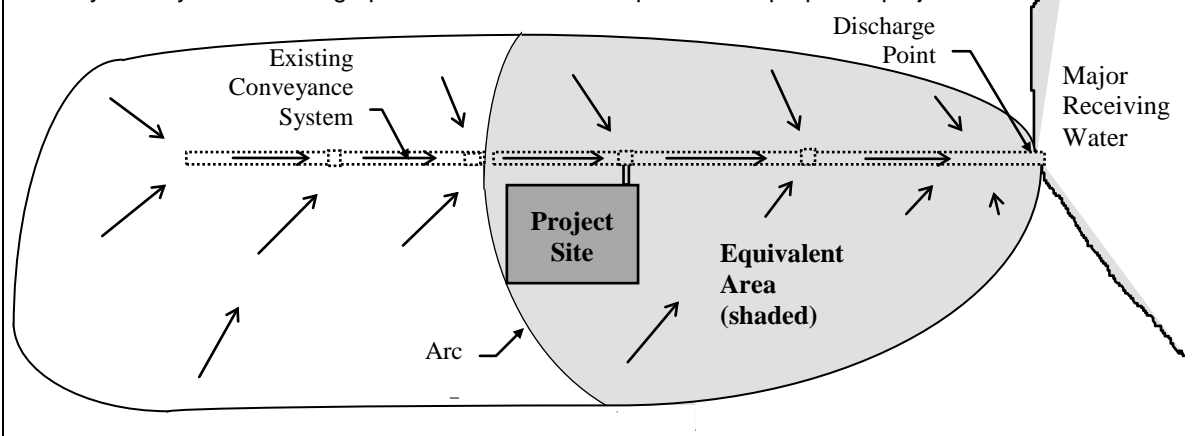 Discharge
Point
Existing
Conveyance
System
Major
Receiving
Water
Project
Site
Equivalent
Area
(shaded)
Arc